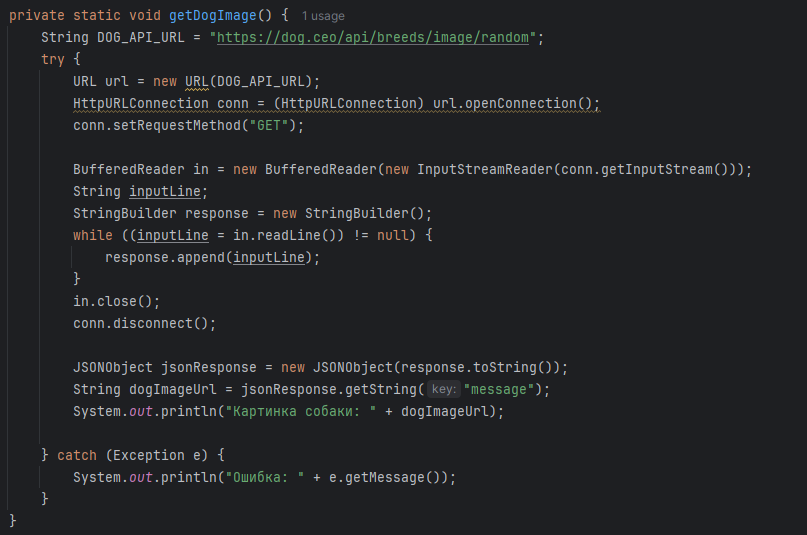 private static void getDogImage() { 1 usage
String DOG_API_URL = "https://dog.ceo/api/breeds/image/random";
try {
URL url = new URL(DOG_API_URL);
HttpURLConnection conn = (HttpURLConnection) url.openConnection();
conn.setRequestMethod("GET");
BufferedReader in = new BufferedReader(new InputStreamReader(conn.getInputStream()));
String inputLine;
StringBuilder response = new StringBuilder();
while ((inputLine = in.readLine()) != null) {
response.append(inputLine);
}
in.close();
conn.disconnect();
JSONObject jsonResponse = new JSONObject(response.toString());
String dogImageUrl = jsonResponse.getString( key: "message");
System.out.println("Картинка собаки: " + dogImageUrl);
} catch (Exception e) {
System.out.println("Ошибка: " + e.getMessage());
}
}